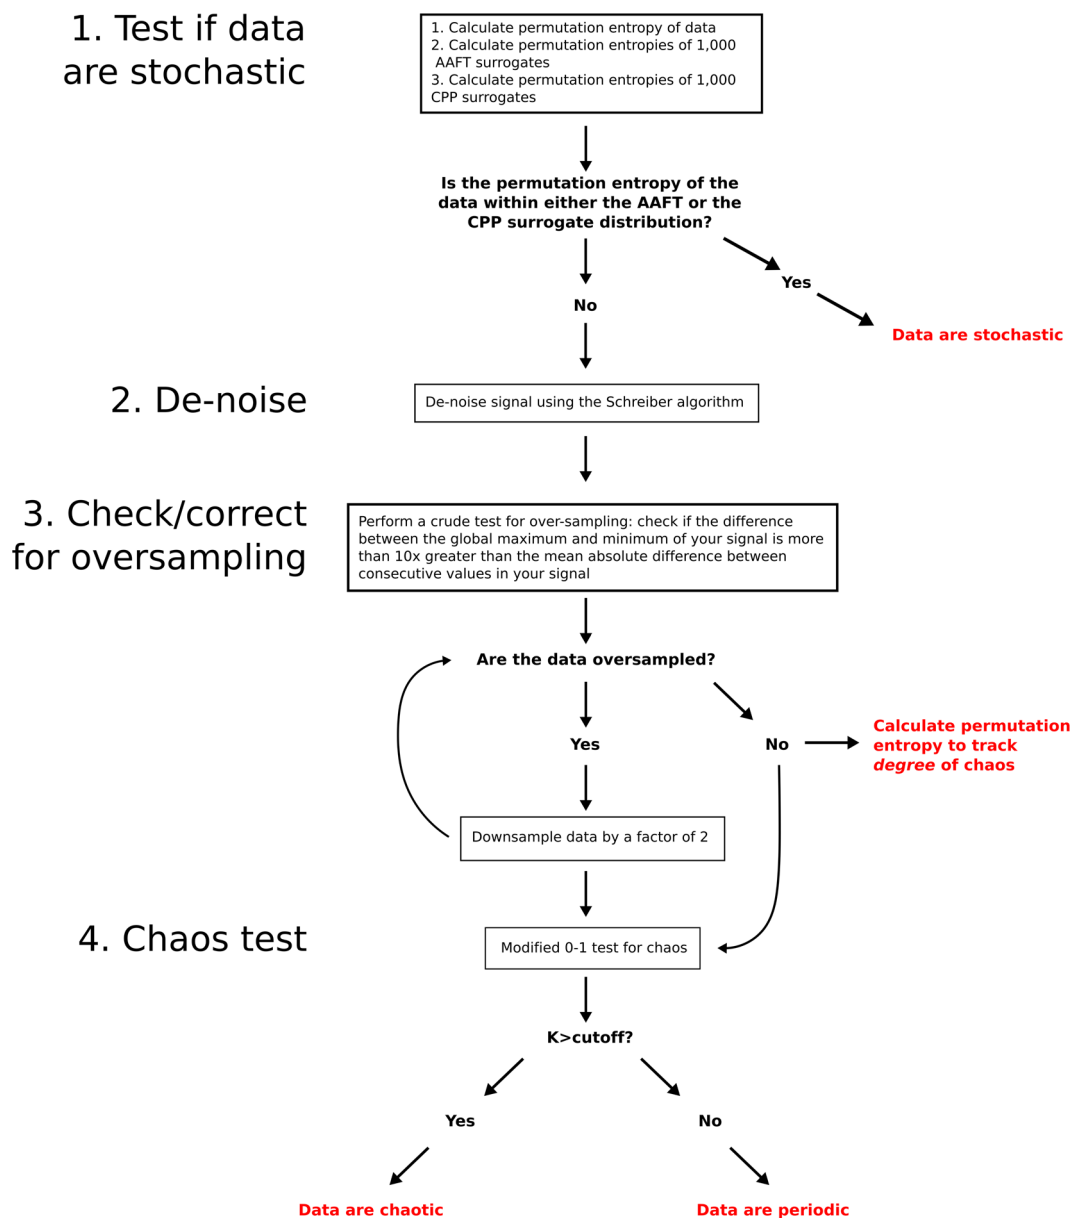 1. Test if data
are stochastic
1. Calculate permutation entropy of data
2. Calculate permutation entropies of 1,000
AAFT surrogates
3. Calculate permutation entropies of 1,000
CPP surrogates
Is the permutation entropy of the
data within either the AAFT or the
CPP surrogate distribution?
Yes
No
Data are stochastic
2. De-noise
De-noise signal using the Schreiber algorithm
3. Check/correct
for oversampling
Perform a crude test for over-sampling: check if the difference
between the global maximum and minimum of your signal is more
than 10x greater than the mean absolute difference between
consecutive values in your signal
Are the data oversampled?
Yes
No
Calculate permutation
entropy to track
degree of chaos
Downsample data by a factor of 2
4. Chaos test
Modified 0-1 test for chaos
K>cutoff?
Yes
No
Data are chaotic
Data are periodic